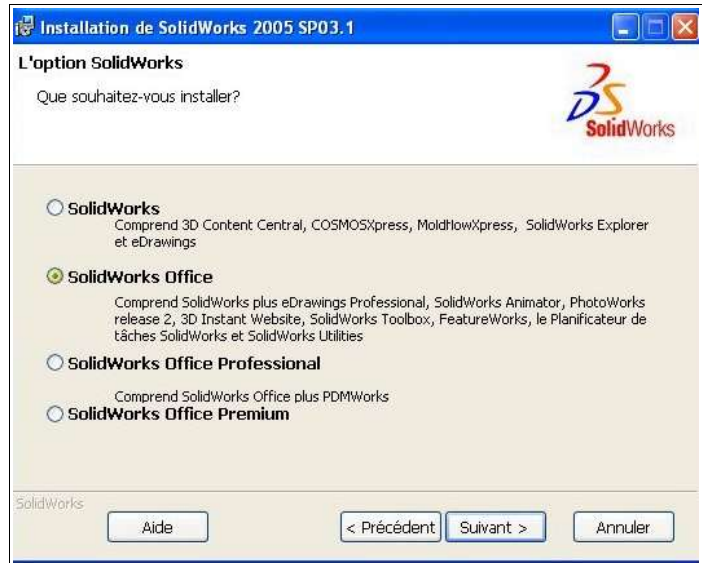 Installation de SolidWorks 2005 SP03.1
L'option SolidWorks
Que souhaitez-vous installer?
SolidWorks
SolidWorks
Comprend 3D Content Central, COSMOSXpress, MoldflowXpress, SolidWorks Explorer
et eDrawings
SolidWorks Office
Comprend SolidWorks plus eDrawings Professional, SolidWorks Animator, PhotoWorks
release 2, 3D Instant Website, SolidWorks Toolbox, FeatureWorks, le Planificateur de
tâches SolidWorks et SolidWorks Utilities
SolidWorks Office Professional
Comprend SolidWorks Office plus PDMWorks
SolidWorks Office Premium
SolidWorks
Aide
< Précédent
Suivant >
Annuler